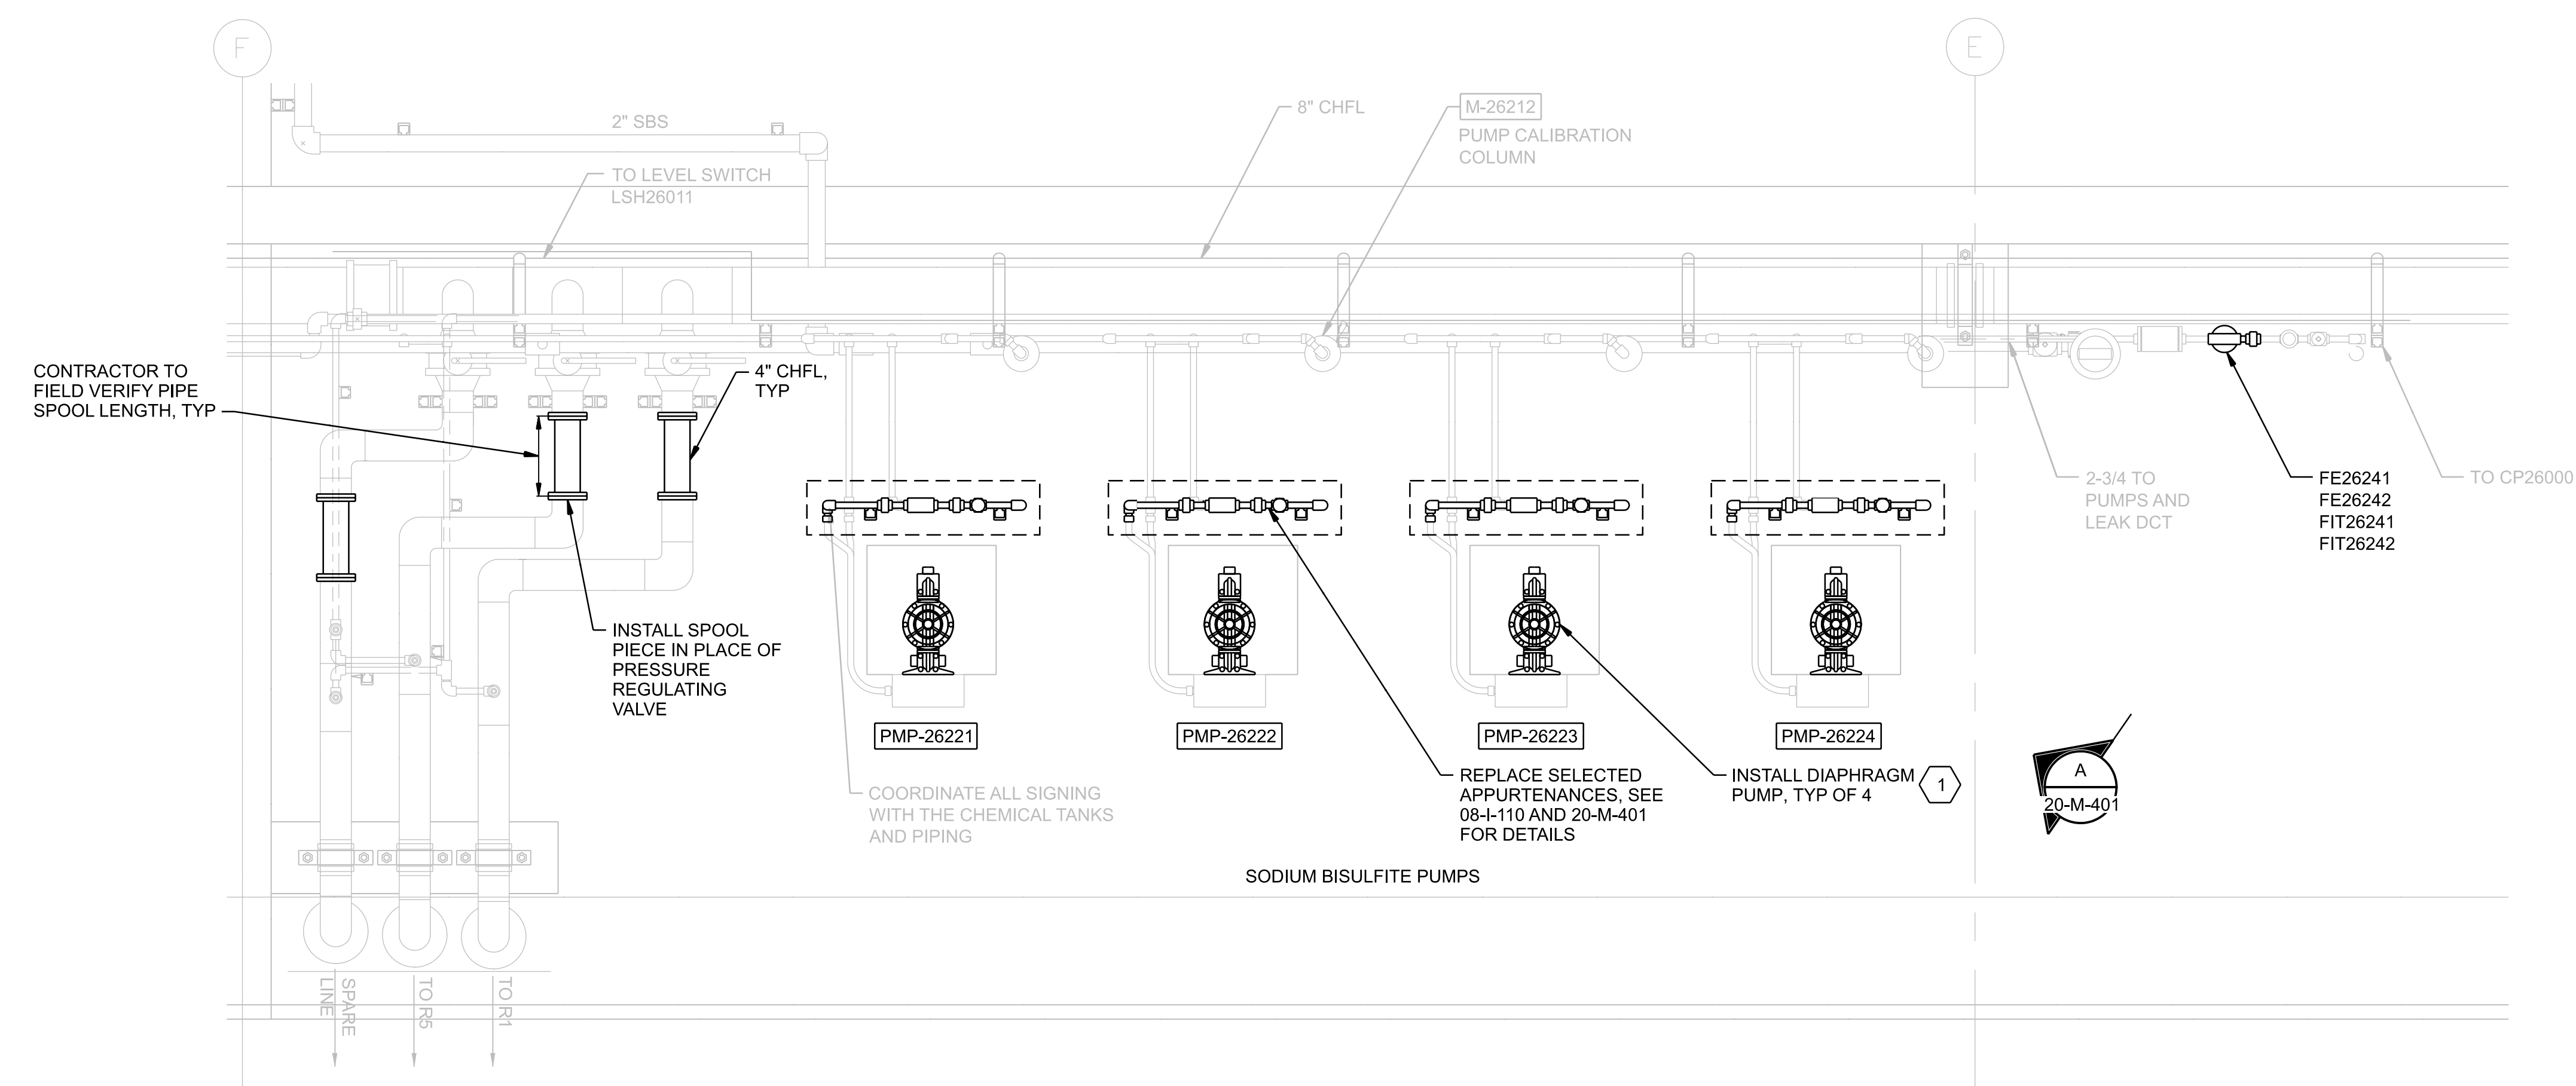 F
E
2" SBS
8" CHFL
M-26212
PUMP CALIBRATION
COLUMN
TO LEVEL SWITCH
LSH26011
CONTRACTOR TO
FIELD VERIFY PIPE
SPOOL LENGTH, TYP
4" CHFL,
TYP
2-3/4 TO
PUMPS AND
LEAK DCT
FE26241
FE26242
FIT26241
FIT26242
TO CP26000
INSTALL SPOOL
PIECE IN PLACE OF
PRESSURE
REGULATING
VALVE
PMP-26221
PMP-26222
PMP-26223
PMP-26224
COORDINATE ALL SIGNING
WITH THE CHEMICAL TANKS
AND PIPING
REPLACE SELECTED
APPURTENANCES, SEE
08-I-110 AND 20-M-401
FOR DETAILS
INSTALL DIAPHRAGM
PUMP, TYP OF 4
1
A
20-M-401
SODIUM BISULFITE PUMPS
SPARE
LINE
TO R5
TO R1